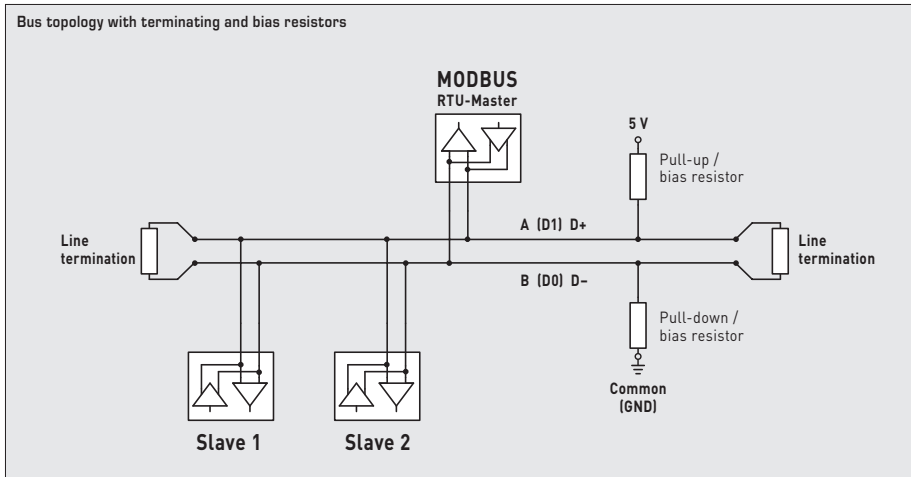 Bus topology with terminating and bias resistors
MODBUS
RTU-Master
5 V
Pull-up /
bias resistor
Line
termination
A (D1) D+
Line
termination
B (D0) D–
Pull-down /
bias resistor
Common
(GND)
Slave 1
Slave 2